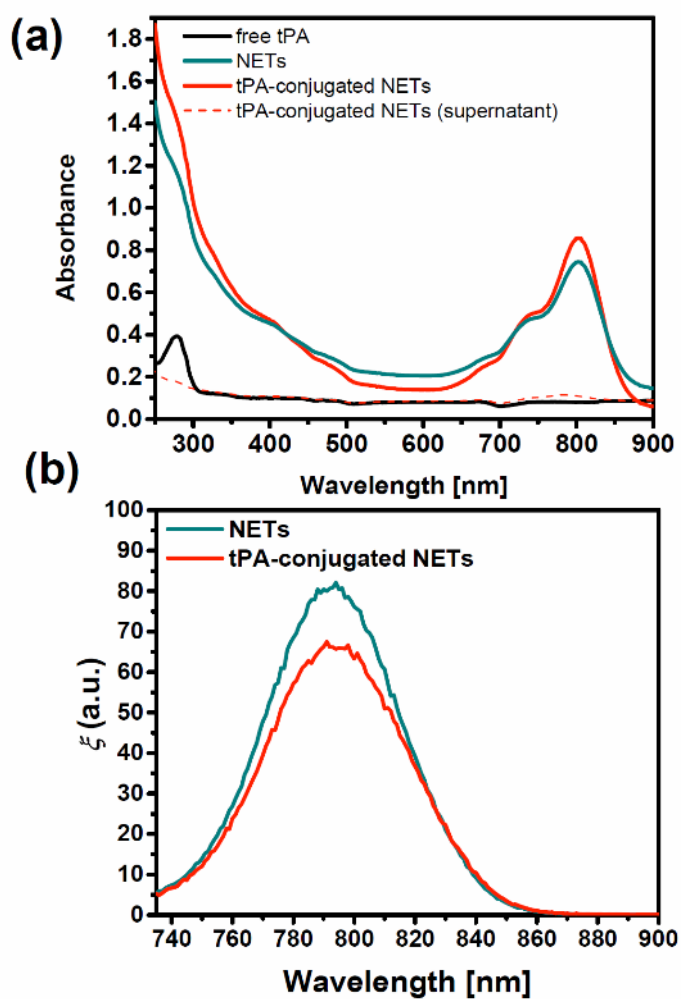 (a)
free tPA
NETs
tPA-conjugated NETs
tPA-conjugated NETs (supernatant)
Absorbance
1.8
1.6
1.4
1.2
1.0
0.8
0.6
0.4
0.2
0.0
300 400 500 600 700 800 900
Wavelength [nm]
(b)
NETs
tPA-conjugated NETs
ξ (a.u.)
100
90
80
70
60
50
40
30
20
10
0
740 760 780 800 820 840 860 880 900
Wavelength [nm]